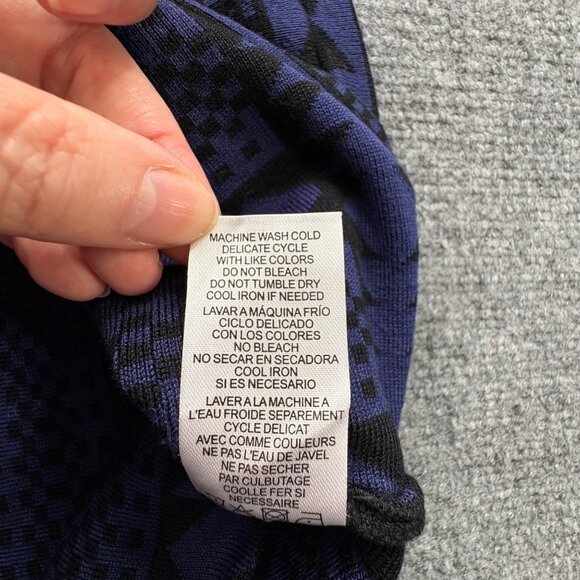 MACHINE WASH COLD
DELICATE CYCLE
WITH LIKE COLORS
DO NOT BLEACH
DO NOT TUMBLE DRY
COOL IRON IF NEEDED
LAVAR A MÁQUINA FRÍO
CICLO DELICADO
CON LOS COLORES
NO BLEACH
NO SECAR EN SECADORA
COOL IRON
SI ES NECESARIO
LAVER A LA MACHINE A
L'EAU FROIDE SEPAREMENT
CYCLE DELICAT
AVEC COMME COULEURS
NE PAS L'EAU DE JAVEL
NE PAS SECHER
PAR CULBUTAGE
COOLLE FER SI
NECESSAIRE